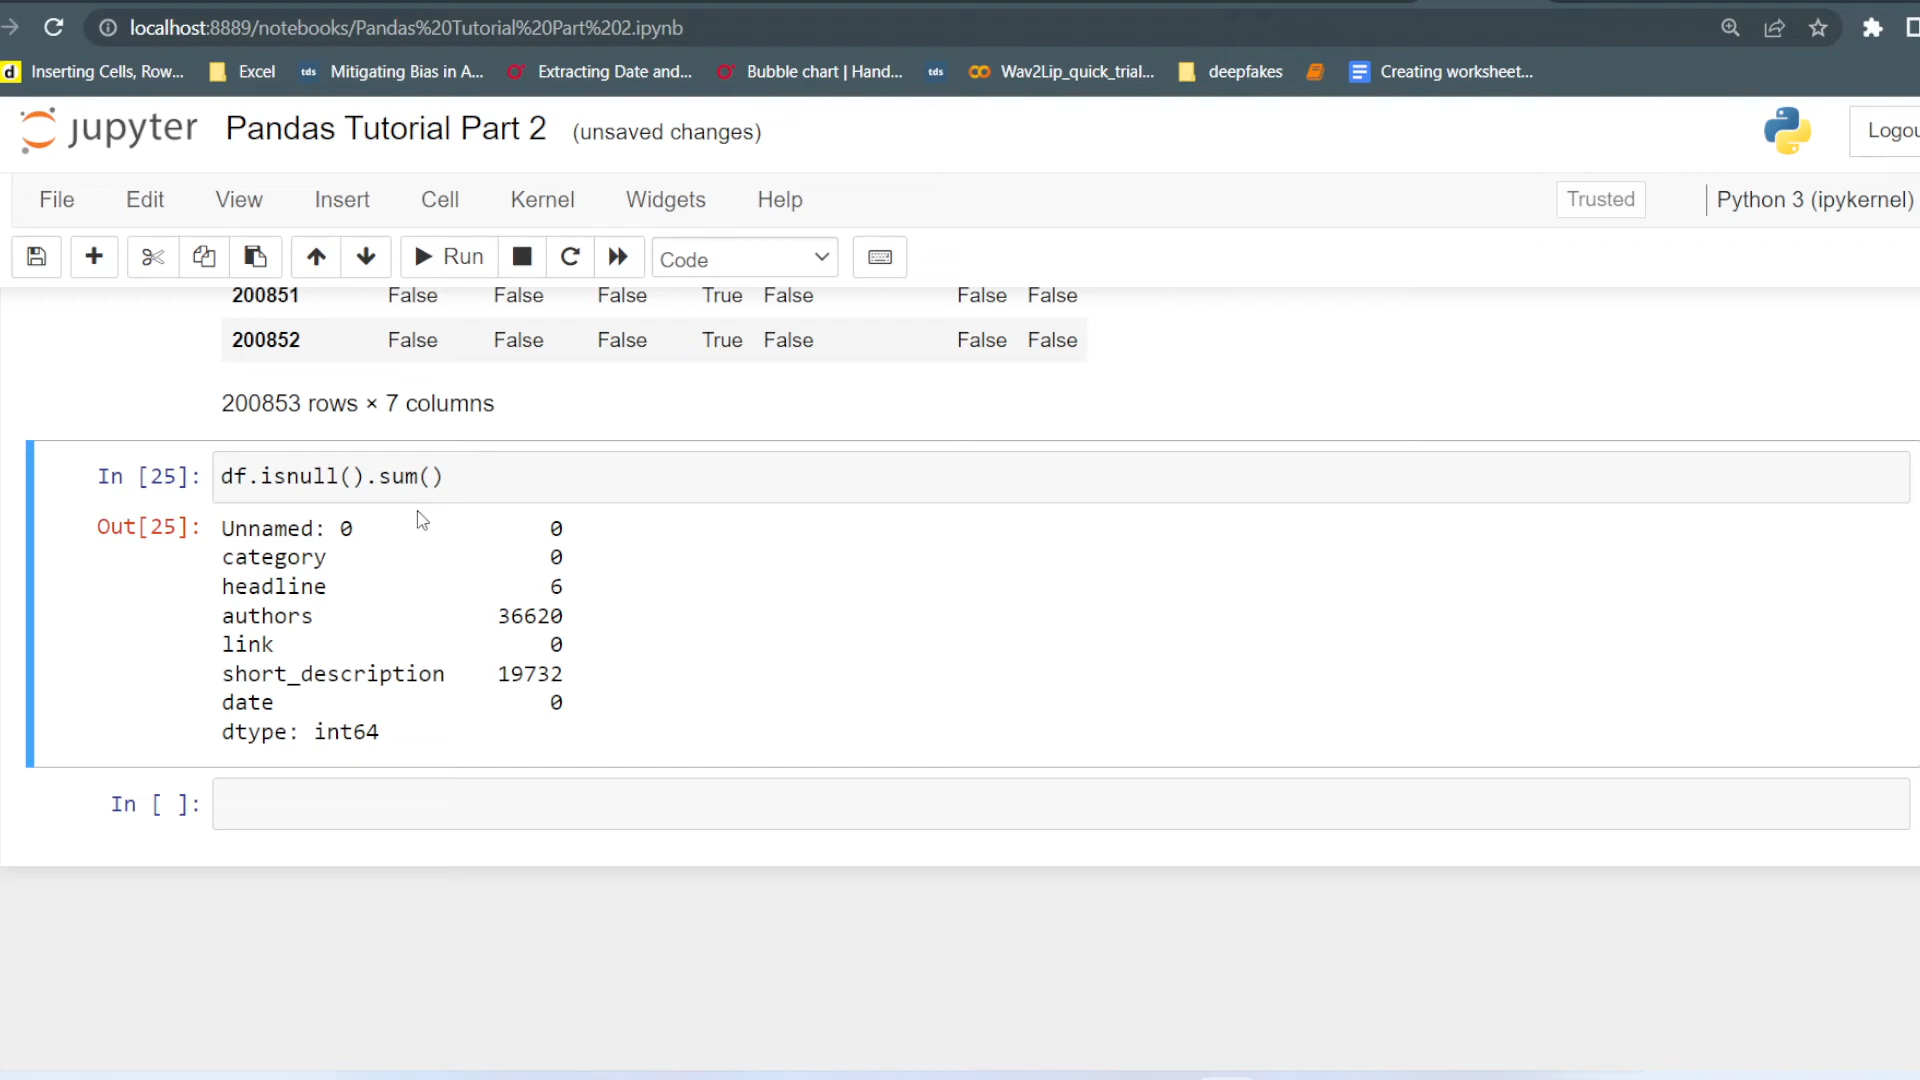 localhost:8889/notebooks/Pandas%20Tutorial%20Part%202.ipynb
d Inserting Cells, Row... Excel tds Mitigating Bias in A... Extracting Date and... Bubble chart | Hand... tds Wav2Lip_quick_trial... deepfakes Creating worksheet...
jupyter Pandas Tutorial Part 2 (unsaved changes) Logou
File Edit View Insert Cell Kernel Widgets Help Trusted Python 3 (ipykernel)
Run Code
200851 False False False True False False False
200852 False False False True False False False
200853 rows × 7 columns
In [25]: df.isnull().sum()
Out[25]: Unnamed: 0 0
category 0
headline 6
authors 36620
link 0
short_description 19732
date 0
dtype: int64
In [ ]: